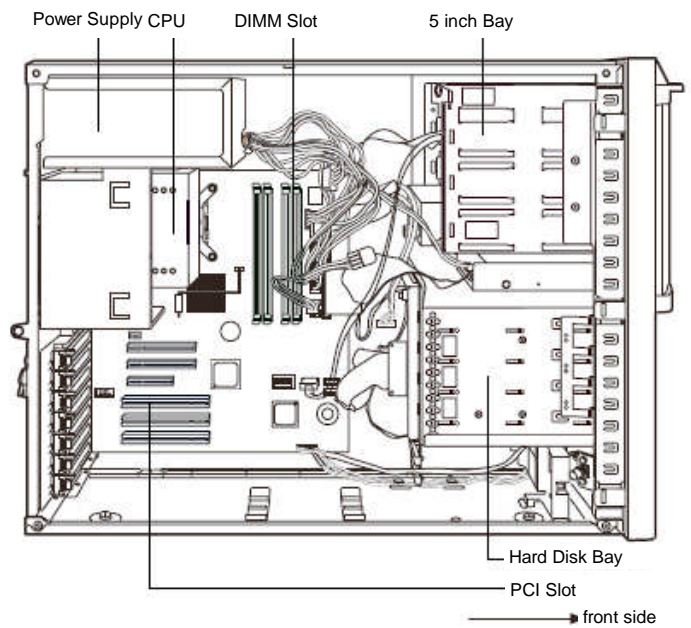 Power Supply CPU DIMM Slot 5 inch Bay
Hard Disk Bay
PCI Slot
front side